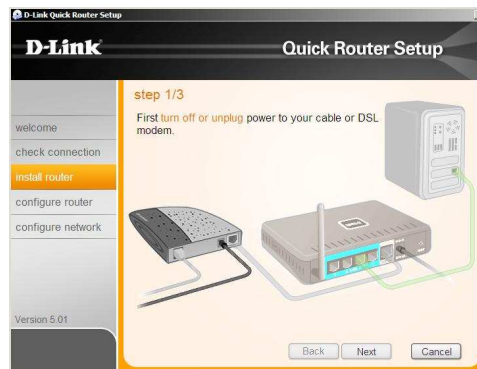 D-Link Quick Router Setup
D-Link
Quick Router Setup
welcome
check connection
install router
configure router
configure network
Version 5.01
step 1/3
First turn off or unplug power to your cable or DSL
modem.
Back
Next
Cancel